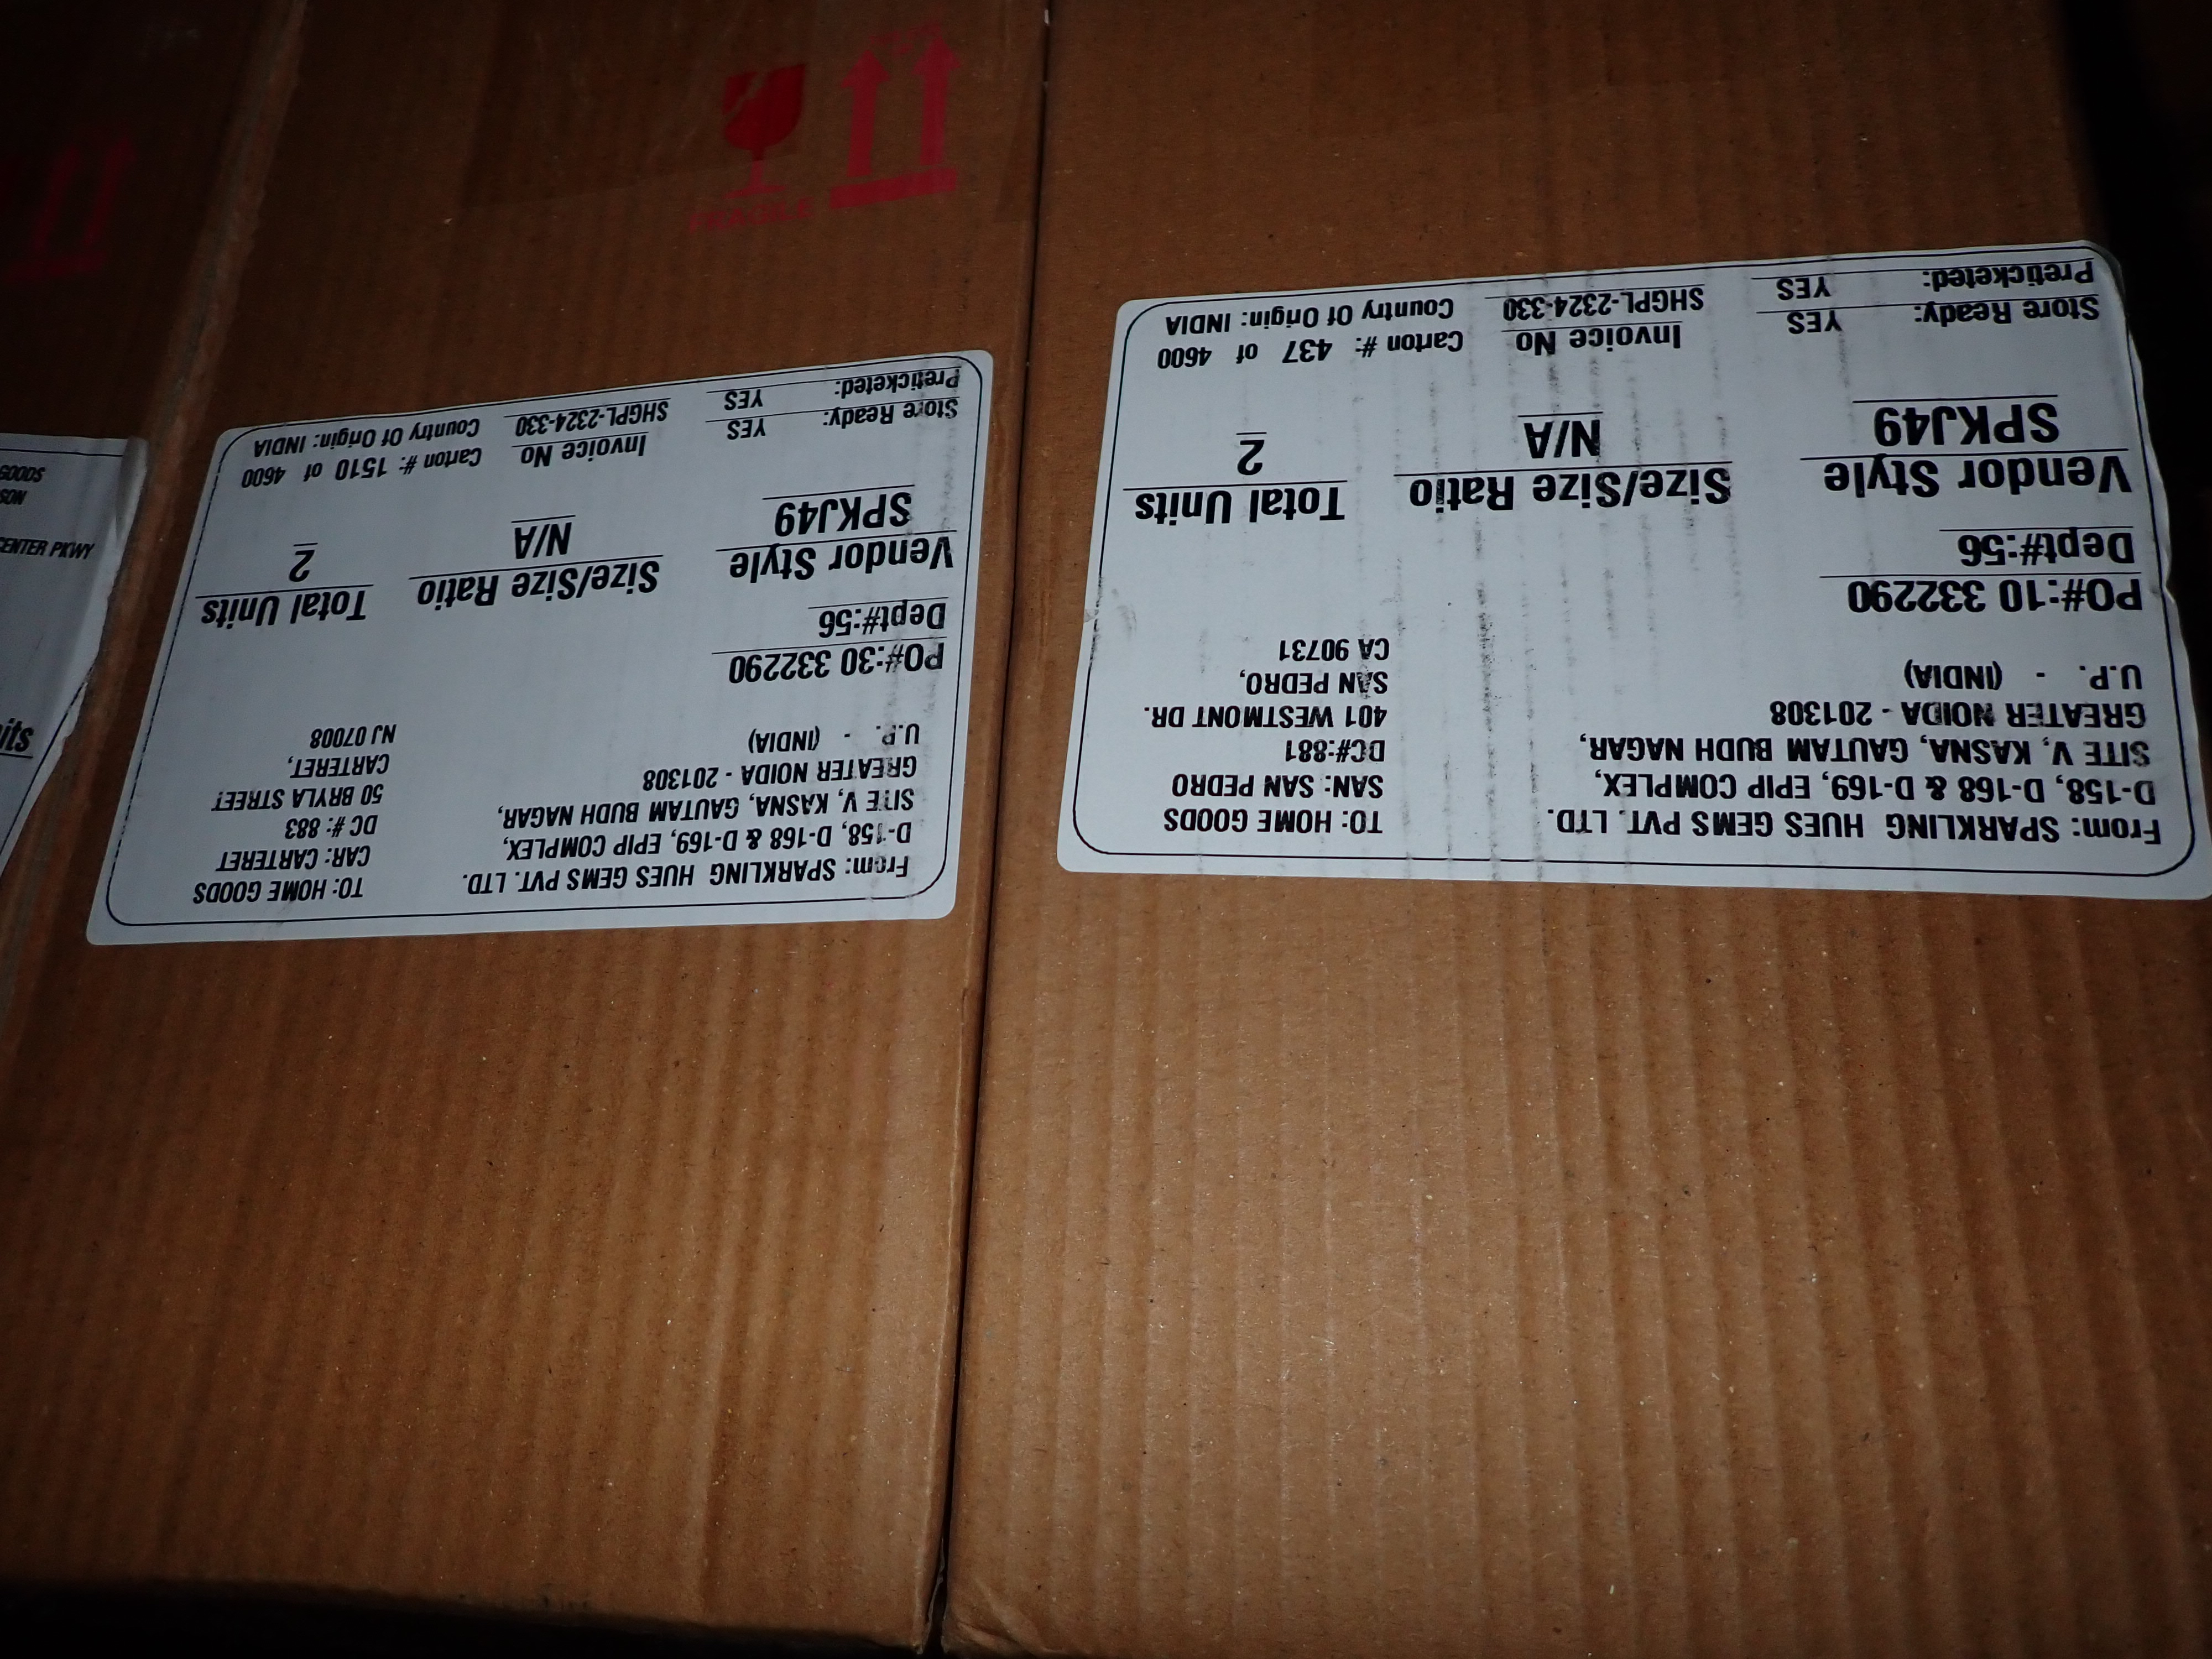 From: SPARKLING HUES GEMS PVT. LTD.
D-158, D-168 & D-169, EPIP COMPLEX,
SITE V, KASNA, GAUTAM BUDH NAGAR,
GREATER NOIDA - 201308
U.P. - (INDIA)
TO: HOME GOODS
SAN: SAN PEDRO
DC#:881
401 WESTMONT DR.
SAN PEDRO,
CA 90731
PO#:-10 332290
Dept#:56
Vendor Style Size/Size Ratio Total Units
SPKJ49 N/A 2
Store Ready: YES
Preticketed: YES
Invoice No
SHGPL-2324-330
Carton #: 437 of 4600
Country Of Origin: INDIA
From: SPARKLING HUES GEMS PVT. LTD.
D-158, D-168 & D-169, EPIP COMPLEX,
SITE V, KASNA, GAUTAM BUDH NAGAR,
GREATER NOIDA - 201308
U.P. - (INDIA)
TO: HOME GOODS
CAR: CARTERET
DC #: 883
50 BRYLA STREET
CARTERET,
NJ 07008
PO#:30 332290
Dept#:56
Vendor Style Size/Size Ratio Total Units
SPKJ49 N/A 2
Store Ready: YES
Preticketed: YES
Invoice No
SHGPL-2324-330
Carton #: 1510 of 4600
Country Of Origin: INDIA